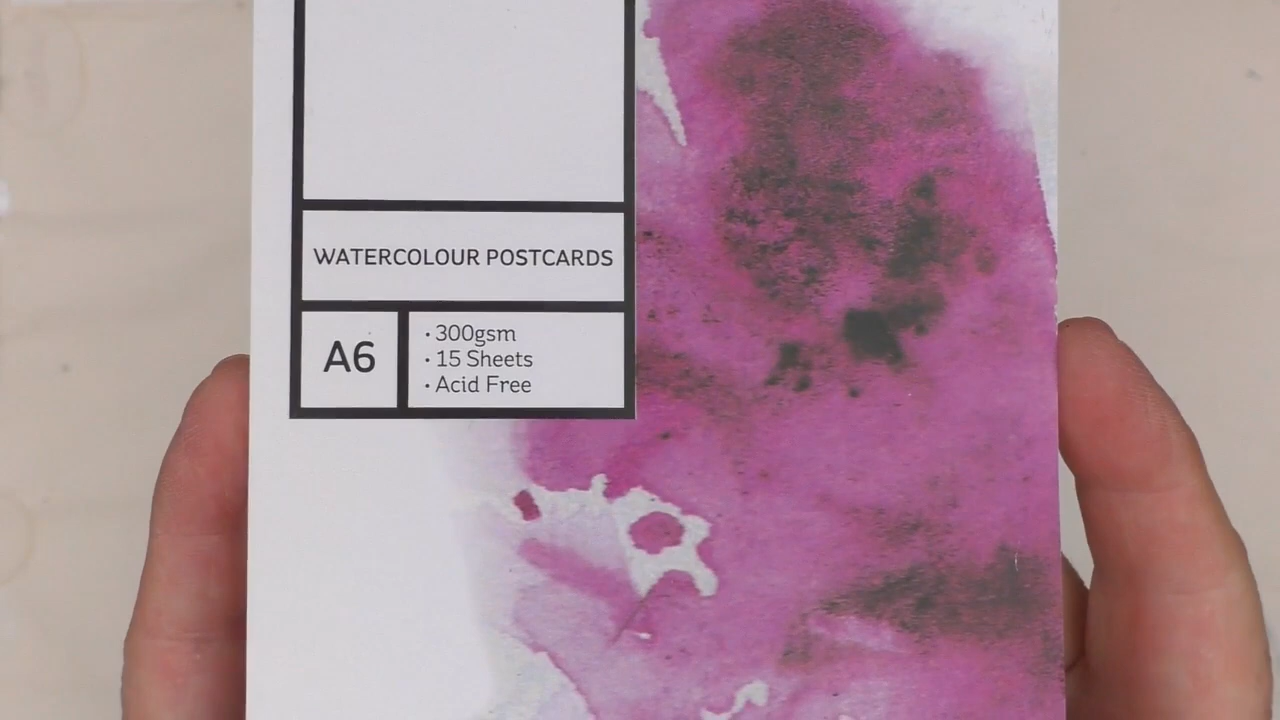 WATERCOLOUR POSTCARDS
A6
• 300gsm
• 15 Sheets
• Acid Free